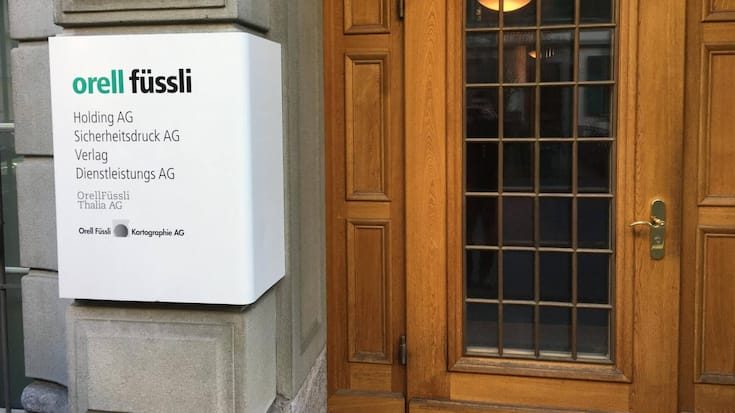 orell füssli
Holding AG
Sicherheitsdruck AG
Verlag
Dienstleistungs AG
OrellFüssli
Thalia AG
Orell Füssli Kartographie AG